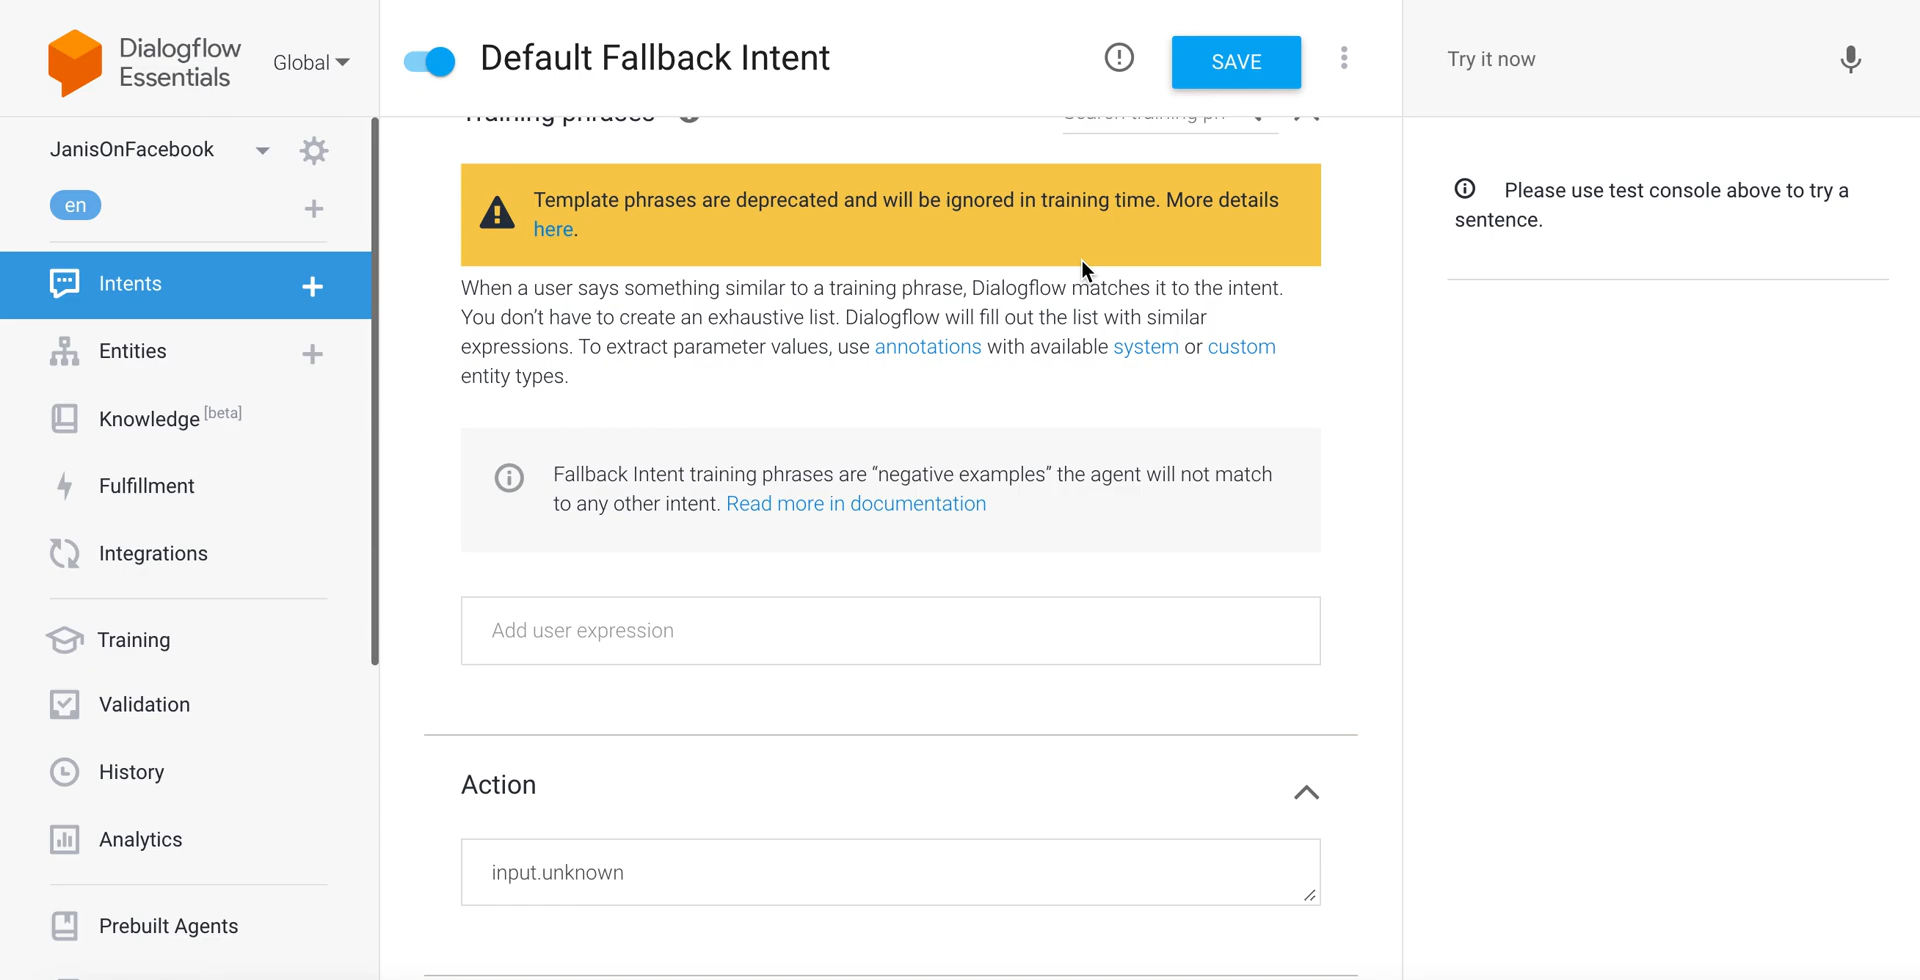 Dialogflow
Essentials
Global
Default Fallback Intent
SAVE
Try it now
JanisOnFacebook
en
Intents
Entities
Knowledge [beta]
Fulfillment
Integrations
Training
Validation
History
Analytics
Prebuilt Agents
Training phrases
Search training ph
Template phrases are deprecated and will be ignored in training time. More details
here.
When a user says something similar to a training phrase, Dialogflow matches it to the intent.
You don't have to create an exhaustive list. Dialogflow will fill out the list with similar
expressions. To extract parameter values, use annotations with available system or custom
entity types.
Fallback Intent training phrases are “negative examples” the agent will not match
to any other intent. Read more in documentation
Add user expression
Action
input.unknown
Please use test console above to try a
sentence.